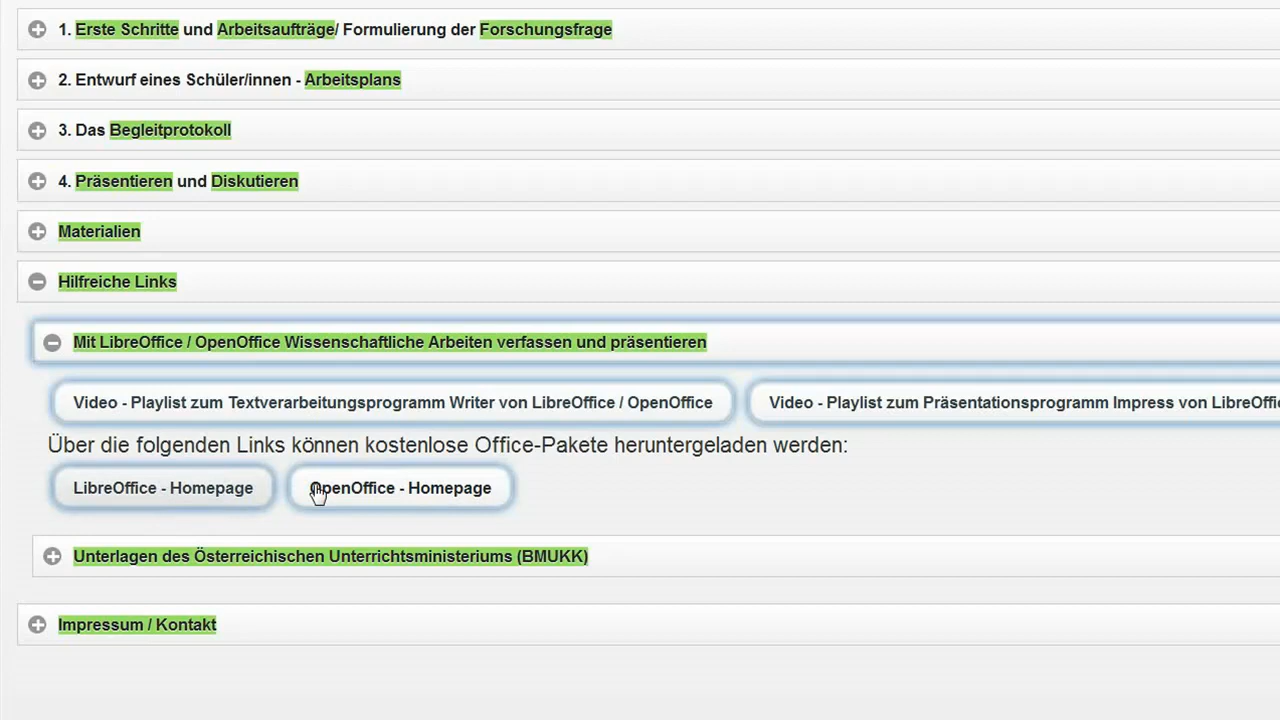 1. Erste Schritte und Arbeitsaufträge/ Formulierung der Forschungsfrage
2. Entwurf eines Schüler/innen - Arbeitsplans
3. Das Begleitprotokoll
4. Präsentieren und Diskutieren
Materialien
Hilfreiche Links
Mit LibreOffice / OpenOffice Wissenschaftliche Arbeiten verfassen und präsentieren
Video - Playlist zum Textverarbeitungsprogramm Writer von LibreOffice / OpenOffice Video - Playlist zum Präsentationsprogramm Impress von
Über die folgenden Links können kostenlose Office-Pakete heruntergeladen werden:
LibreOffice - Homepage OpenOffice - Homepage
Unterlagen des Österreichischen Unterrichtsministeriums (BMUKK)
Impressum / Kontakt